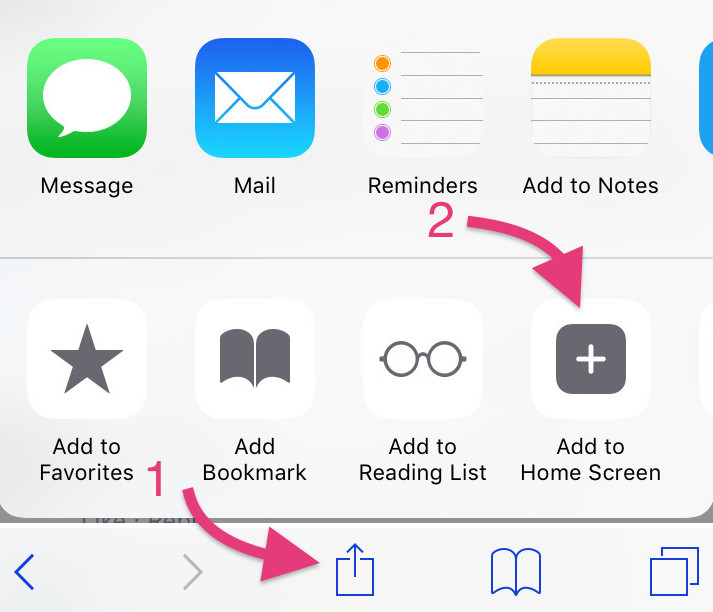 Message
Mail
Reminders
Add to Notes
2
Add to
Favorites
Add
Bookmark
Add to
Reading List
Add to
Home Screen
1
Like